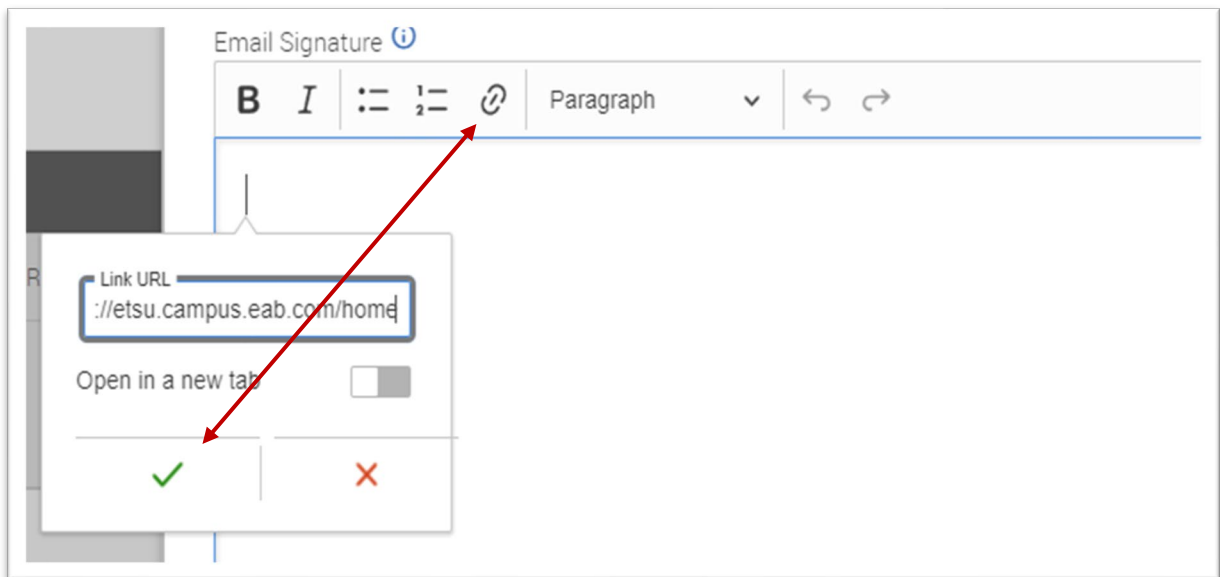 Email Signature
B I Paragraph
R
Link URL
://etsu.campus.eab.com/home
Open in a new tab